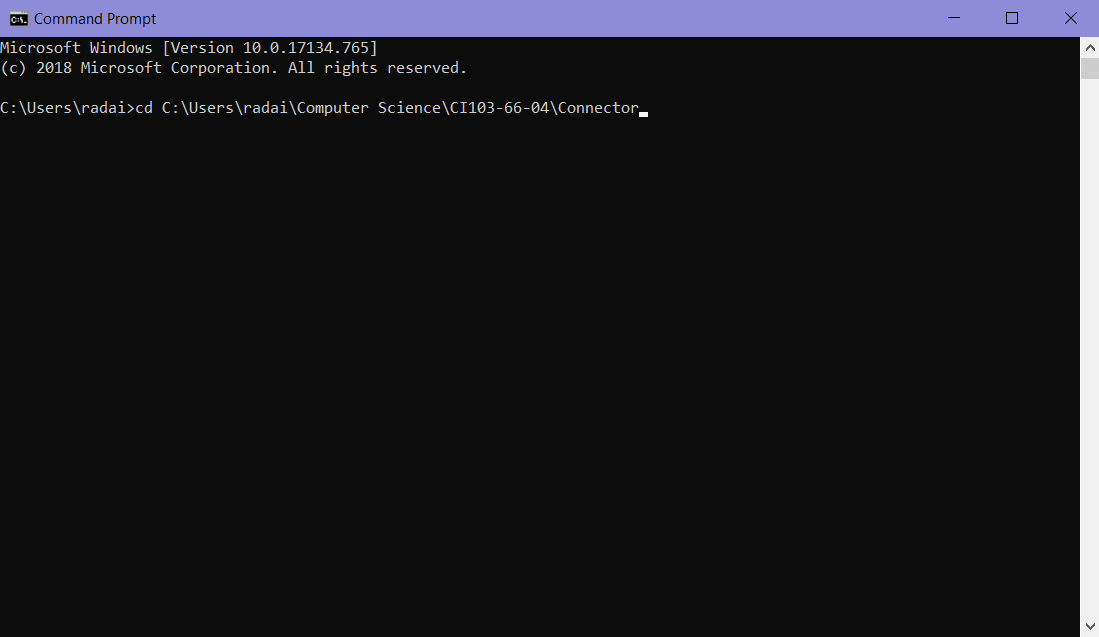 Command Prompt
Microsoft Windows [Version 10.0.17134.765]
(c) 2018 Microsoft Corporation. All rights reserved.
C:\Users\radai>cd C:\Users\radai\Computer Science\CI103-66-04\Connector